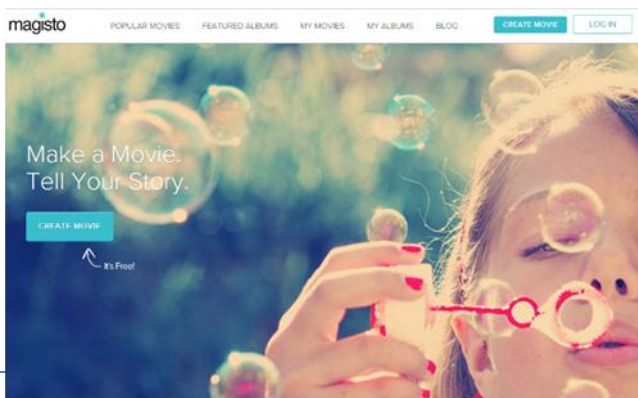 magisto
POPULAR MOVIES FEATURED ALBUMS MY MOVIES MY ALBUMS BLOG CREATE MOVIE LOG IN
Make a Movie.
Tell Your Story.
CREATE MOVIE
It's Free!